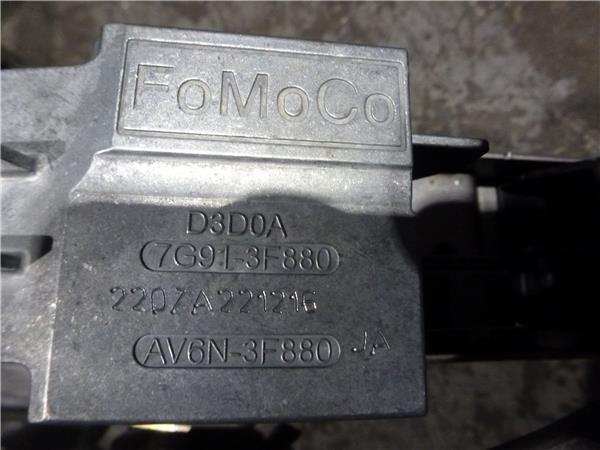 FoMoCo
D3D0A
7G91-3F880
2207A221216
AV6N-3F880 JA